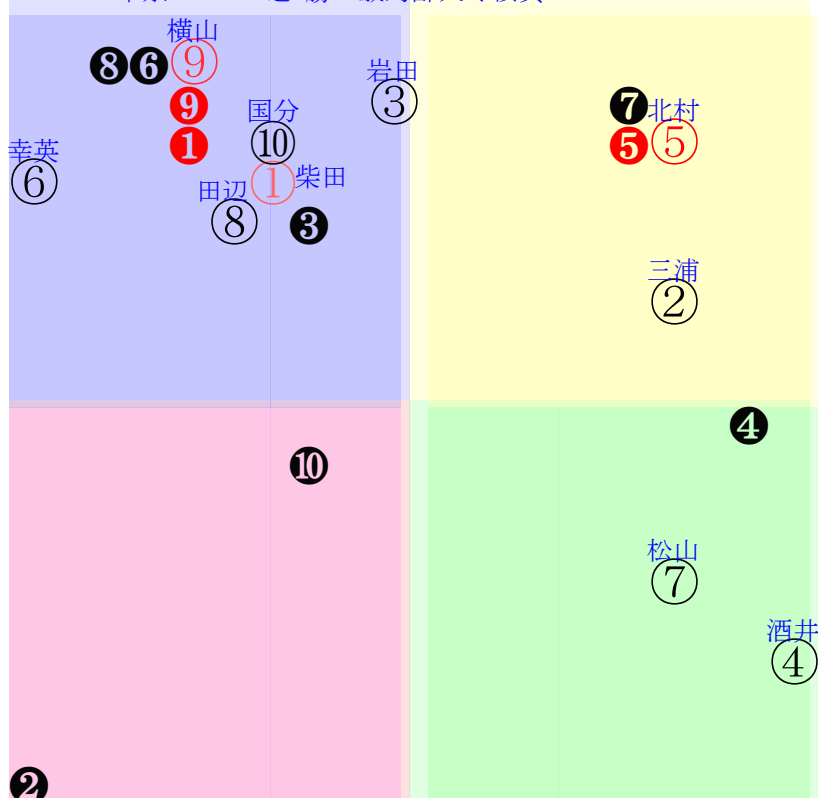 横山
❽❻⑨
岩田
③
❾
国分
❼北村
❶
⑩
❺⑤
幸英
⑥
①柴田
田辺
⑧
❸
三浦
②
❹
❿
松山
⑦
酒井
④
❷